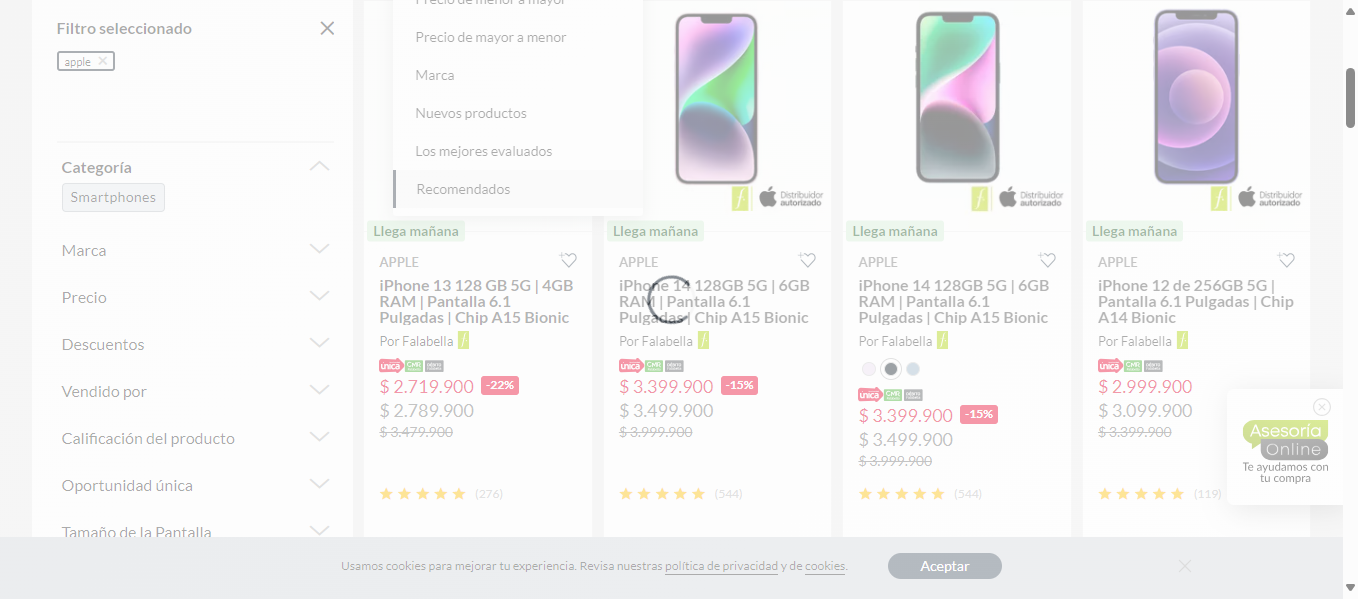 Filtro seleccionado
apple
Categoría
Smartphones
Marca
Precio
Descuentos
Vendido por
Calificación del producto
Oportunidad única
Tamaño de la Pantalla
Precio de menor a mayor
Precio de mayor a menor
Marca
Nuevos productos
Los mejores evaluados
Recomendados
Llega mañana
APPLE
iPhone 13 128 GB 5G | 4GB
RAM | Pantalla 6.1
Pulgadas | Chip A15 Bionic
Por Falabella
única CMR
$ 2.719.900 -22%
$ 2.789.900
$ 3.479.900
(276)
Distribuidor
autorizado
Llega mañana
APPLE
iPhone 14 128GB 5G | 6GB
RAM | Pantalla 6.1
Pulgadas | Chip A15 Bionic
Por Falabella
única CMR
$ 3.399.900 -15%
$ 3.499.900
$ 3.999.900
(544)
Distribuidor
autorizado
Llega mañana
APPLE
iPhone 14 128GB 5G | 6GB
RAM | Pantalla 6.1
Pulgadas | Chip A15 Bionic
Por Falabella
única CMR
$ 3.399.900 -15%
$ 3.499.900
$ 3.999.900
(544)
Distribuidor
autorizado
Llega mañana
APPLE
iPhone 12 de 256GB 5G |
Pantalla 6.1 Pulgadas | Chip
A14 Bionic
Por Falabella
única CMR
$ 2.999.900
$ 3.099.900
$ 3.399.900
(119)
Asesoría
Online
Te ayudamos con
tu compra
Usamos cookies para mejorar tu experiencia. Revisa nuestras política de privacidad y de cookies.
Aceptar